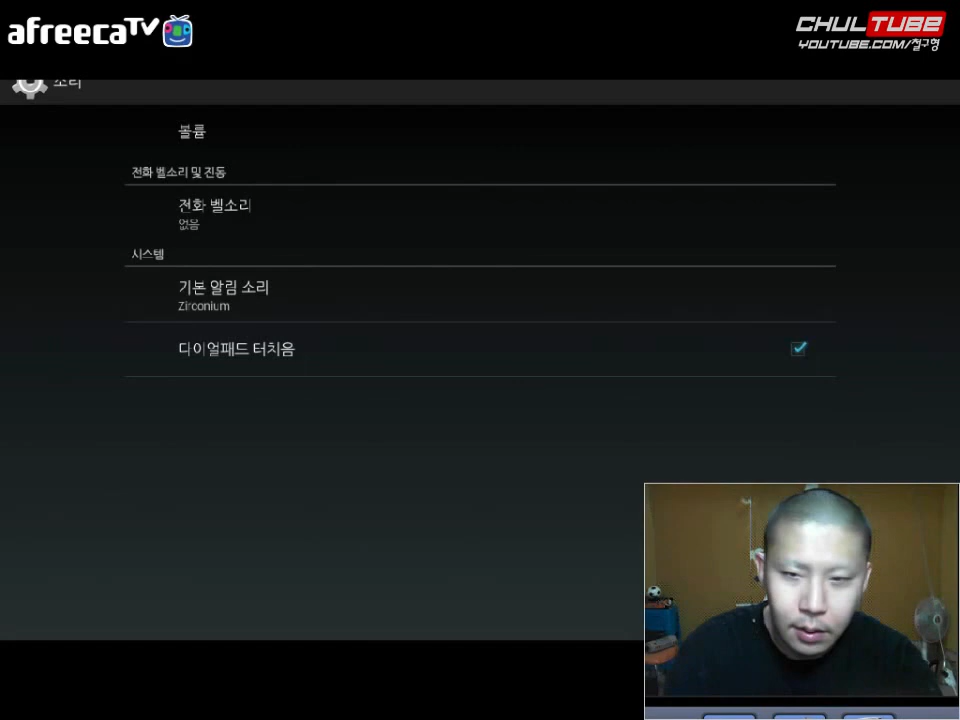 afreecaTV
CHULTUBE
YOUTUBE.COM/철구형
소리
볼륨
전화 벨소리 및 진동
전화 벨소리
없음
시스템
기본 알림 소리
Zirconium
다이얼패드 터치음